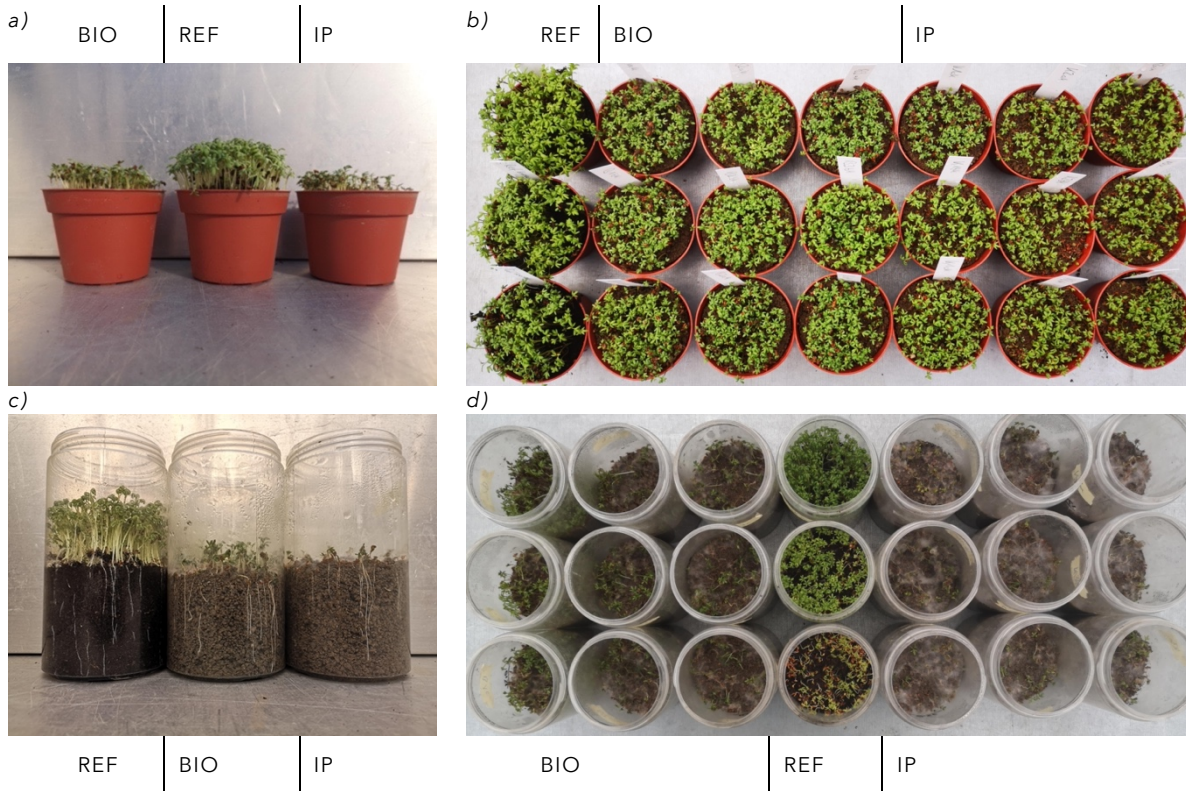 a)
BIO REF IP
b)
REF BIO IP
c)
d)
REF BIO IP
BIO REF IP